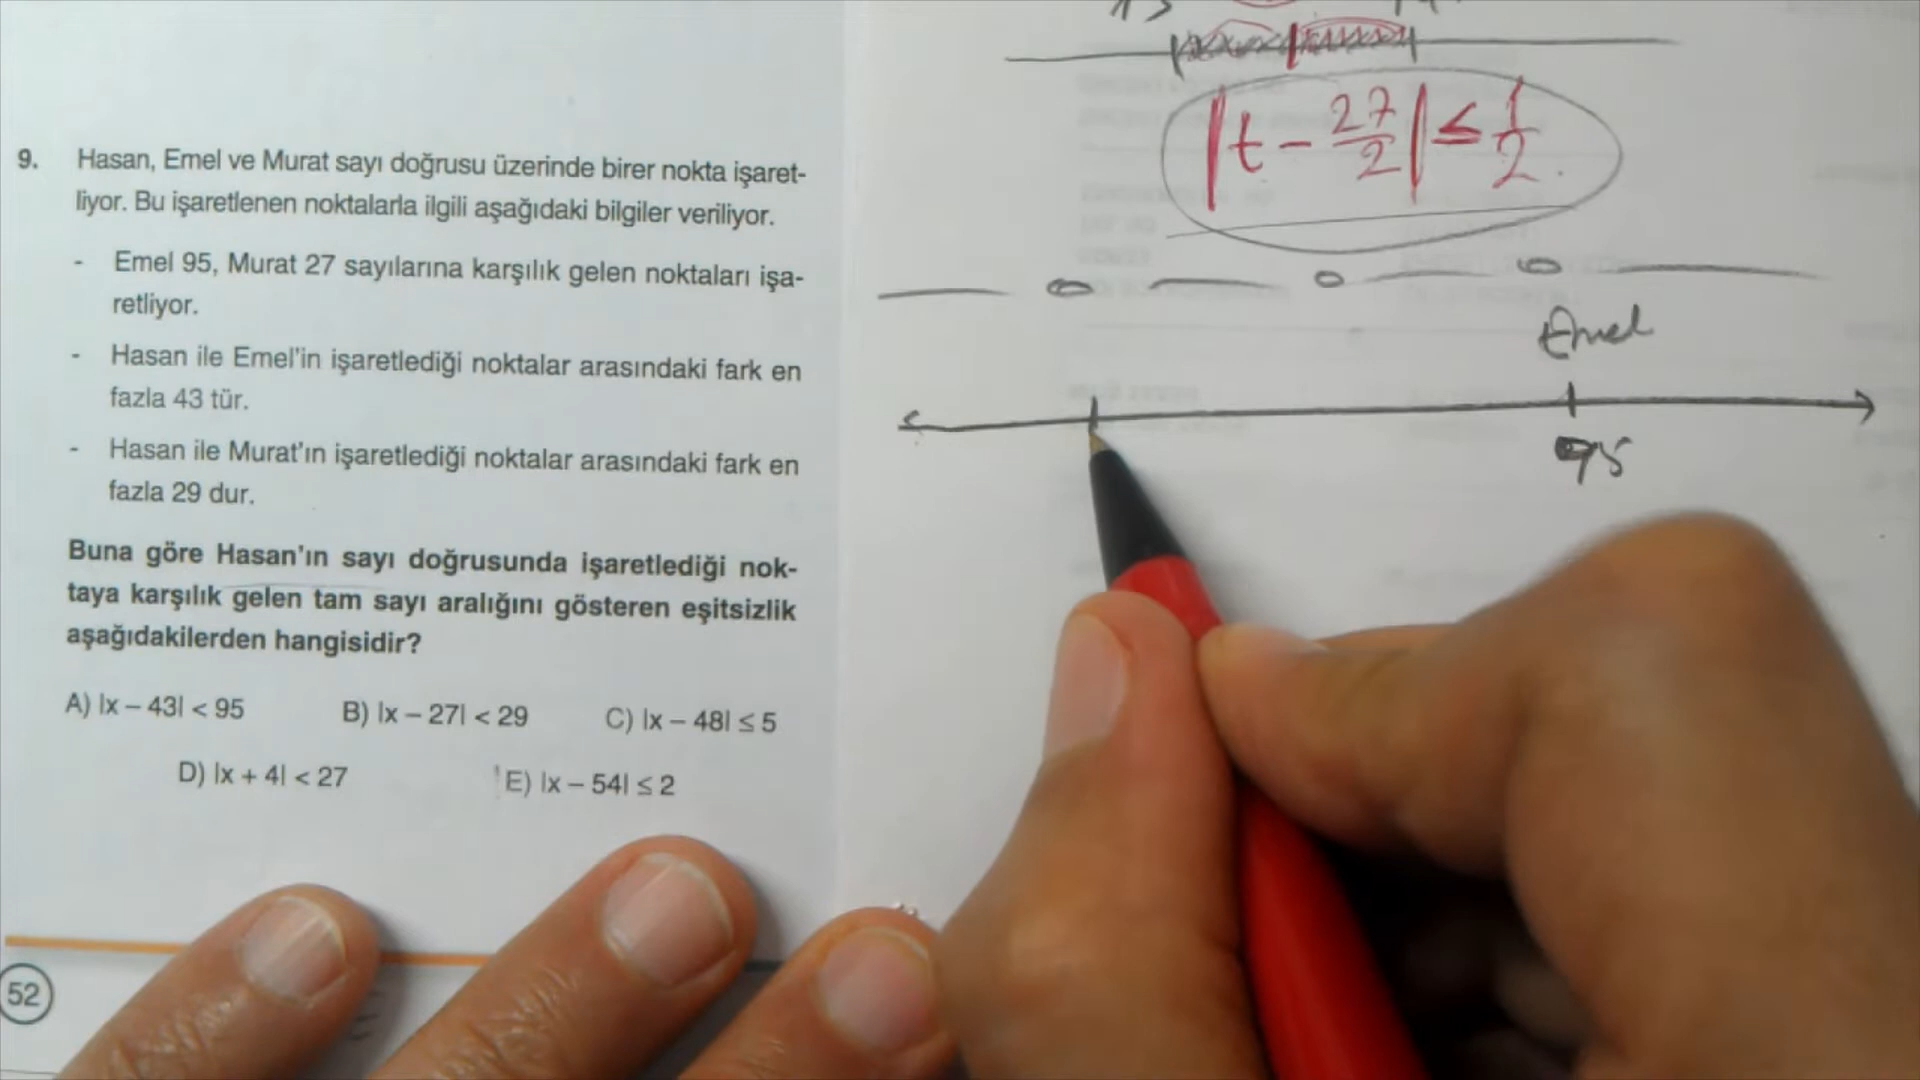 9. Hasan, Emel ve Murat sayı doğrusu üzerinde birer nokta işaret-
liyor. Bu işaretlenen noktalarla ilgili aşağıdaki bilgiler veriliyor.
- Emel 95, Murat 27 sayılarına karşılık gelen noktaları işa-
retliyor.
- Hasan ile Emel'in işaretlediği noktalar arasındaki fark en
fazla 43 tür.
- Hasan ile Murat'ın işaretlediği noktalar arasındaki fark en
fazla 29 dur.
Buna göre Hasan'ın sayı doğrusunda işaretlediği nok-
taya karşılık gelen tam sayı aralığını gösteren eşitsizlik
aşağıdakilerden hangisidir?
A) |x – 43| < 95 B) |x – 27| < 29 C) |x – 48| ≤ 5
D) |x + 4| < 27 E) |x – 54| ≤ 2
52
|t - 27/2| ≤ 1/2
Emel
95